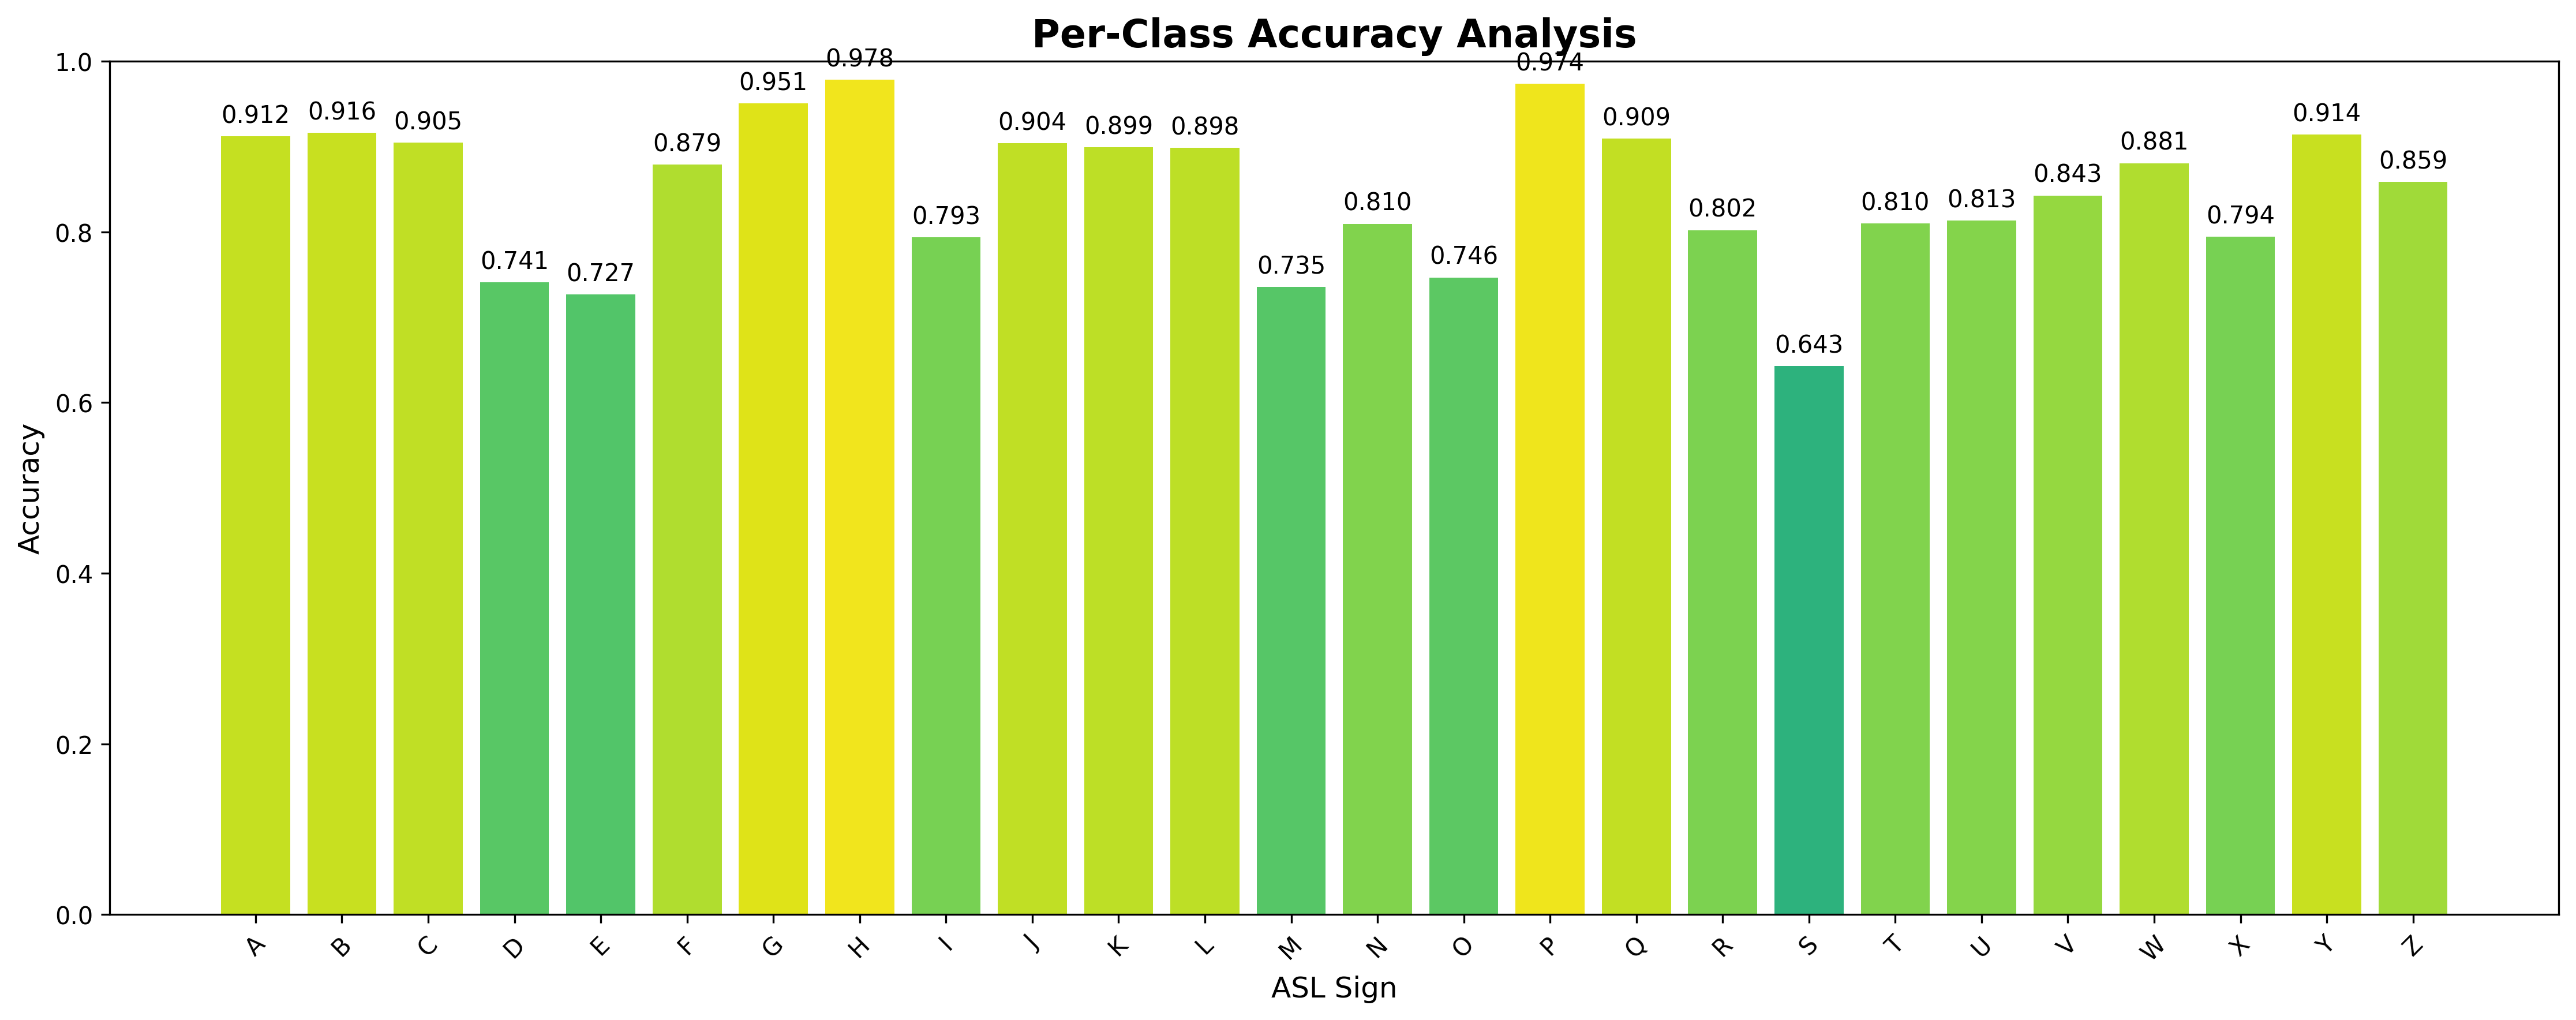 Per-Class Accuracy Analysis
1.0
0.8
0.6
0.4
0.2
0.0
Accuracy
0.912
0.916
0.905
0.741
0.727
0.879
0.951
0.978
0.793
0.904
0.899
0.898
0.735
0.810
0.746
0.974
0.909
0.802
0.643
0.810
0.813
0.843
0.881
0.794
0.914
0.859
A
B
C
D
E
F
G
H
I
J
K
L
M
N
O
P
Q
R
S
T
U
V
W
X
Y
Z
ASL Sign